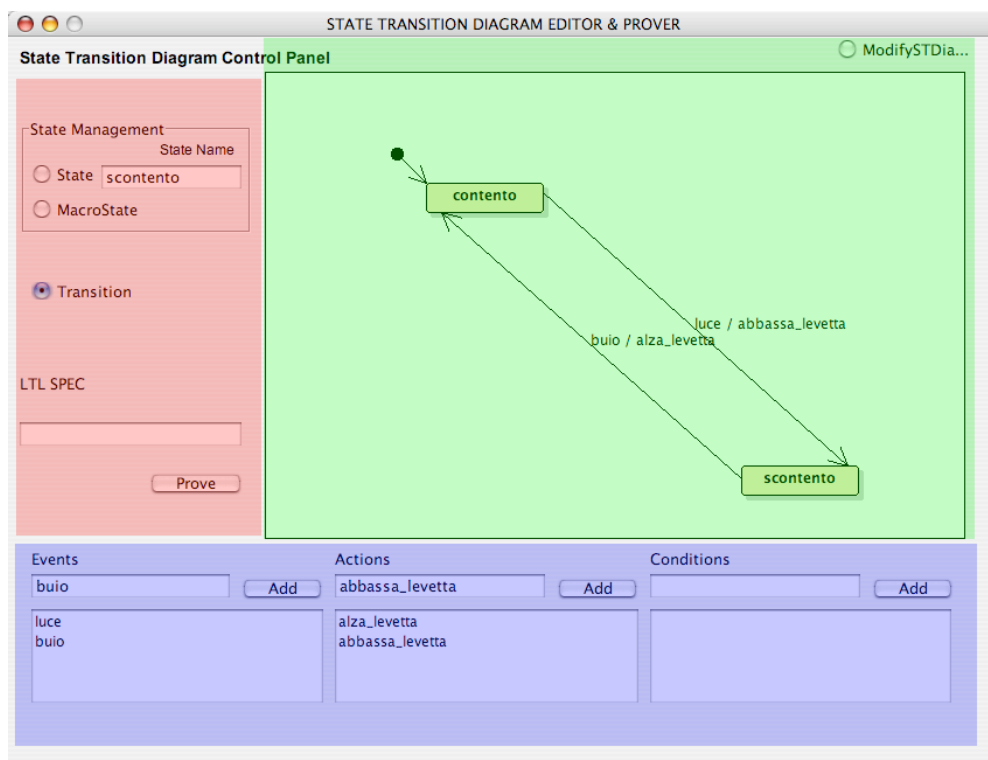 STATE TRANSITION DIAGRAM EDITOR & PROVER
State Transition Diagram Control Panel
ModifySTDia...
State Management
State Name
State scontento
MacroState
Transition
LTL SPEC
Prove
contento
luce / abbassa_levetta
buio / alza_levetta
scontento
Events Actions Conditions
buio Add abbassa_levetta Add Add
luce alza_levetta
buio abbassa_levetta